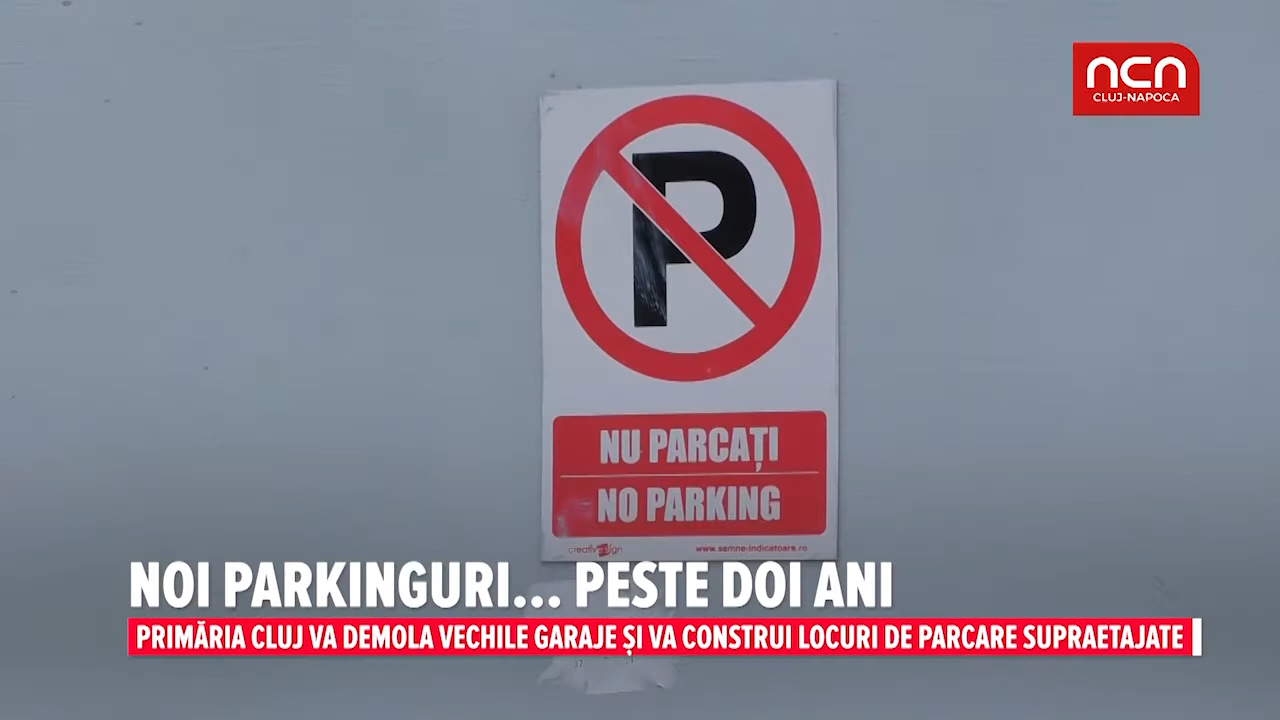 ncn
CLUJ-NAPOCA
P
NU PARCAȚI
NO PARKING
www.semne-indicatoare.ro
NOI PARKINGURI... PESTE DOI ANI
PRIMĂRIA CLUJ VA DEMOLA VECHILE GARAJE ȘI VA CONSTRUI LOCURI DE PARCARE SUPRAETAJATE
37